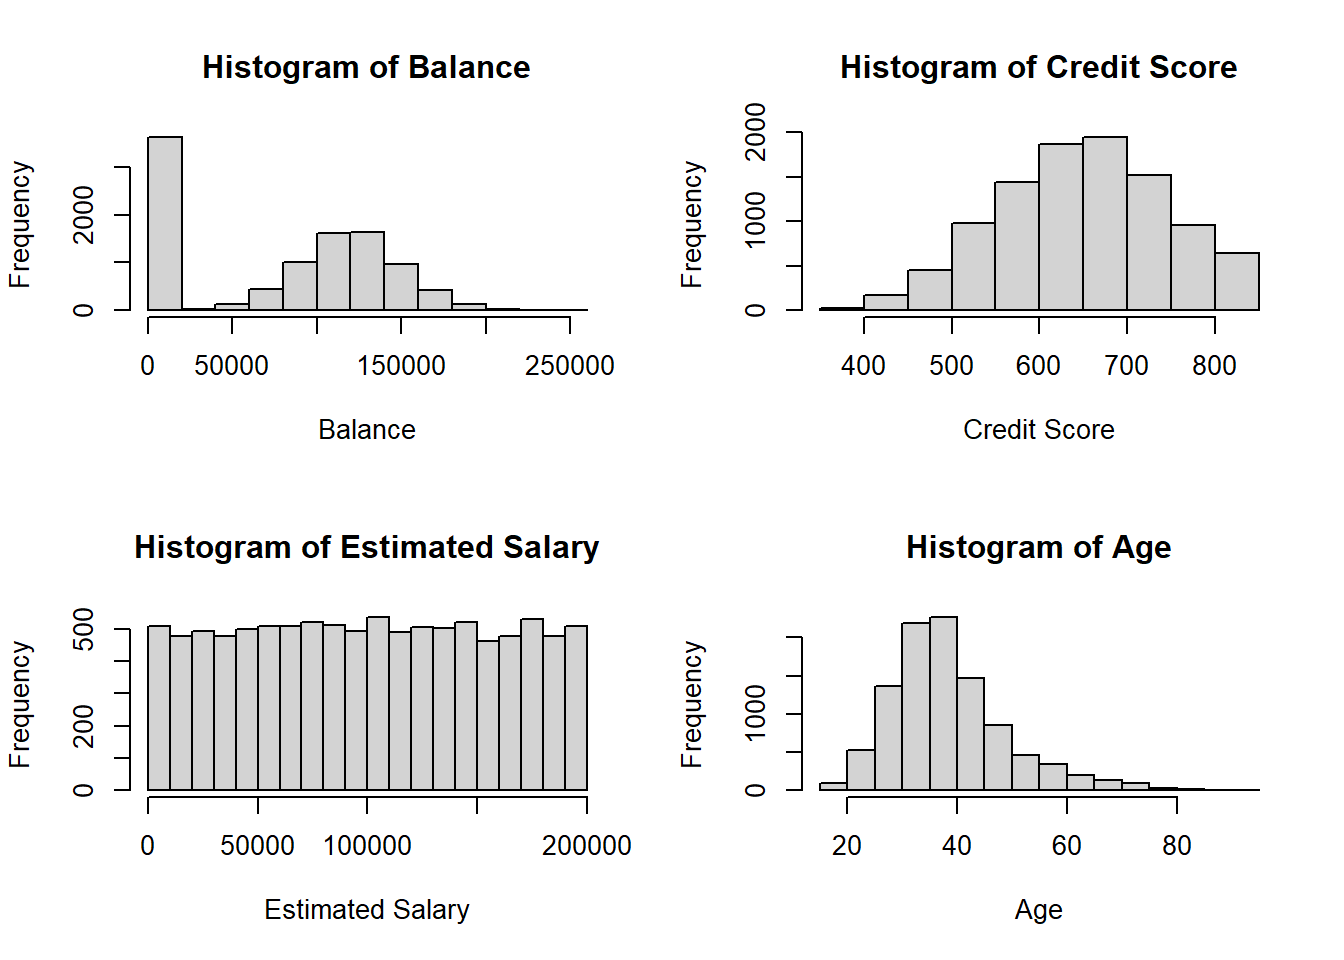 Histogram of Balance
Frequency
0
2000
0
50000
150000
250000
Balance
Histogram of Credit Score
Frequency
0
1000
2000
400
500
600
700
800
Credit Score
Histogram of Estimated Salary
Frequency
0
200
500
0
50000
100000
200000
Estimated Salary
Histogram of Age
Frequency
0
1000
20
40
60
80
Age